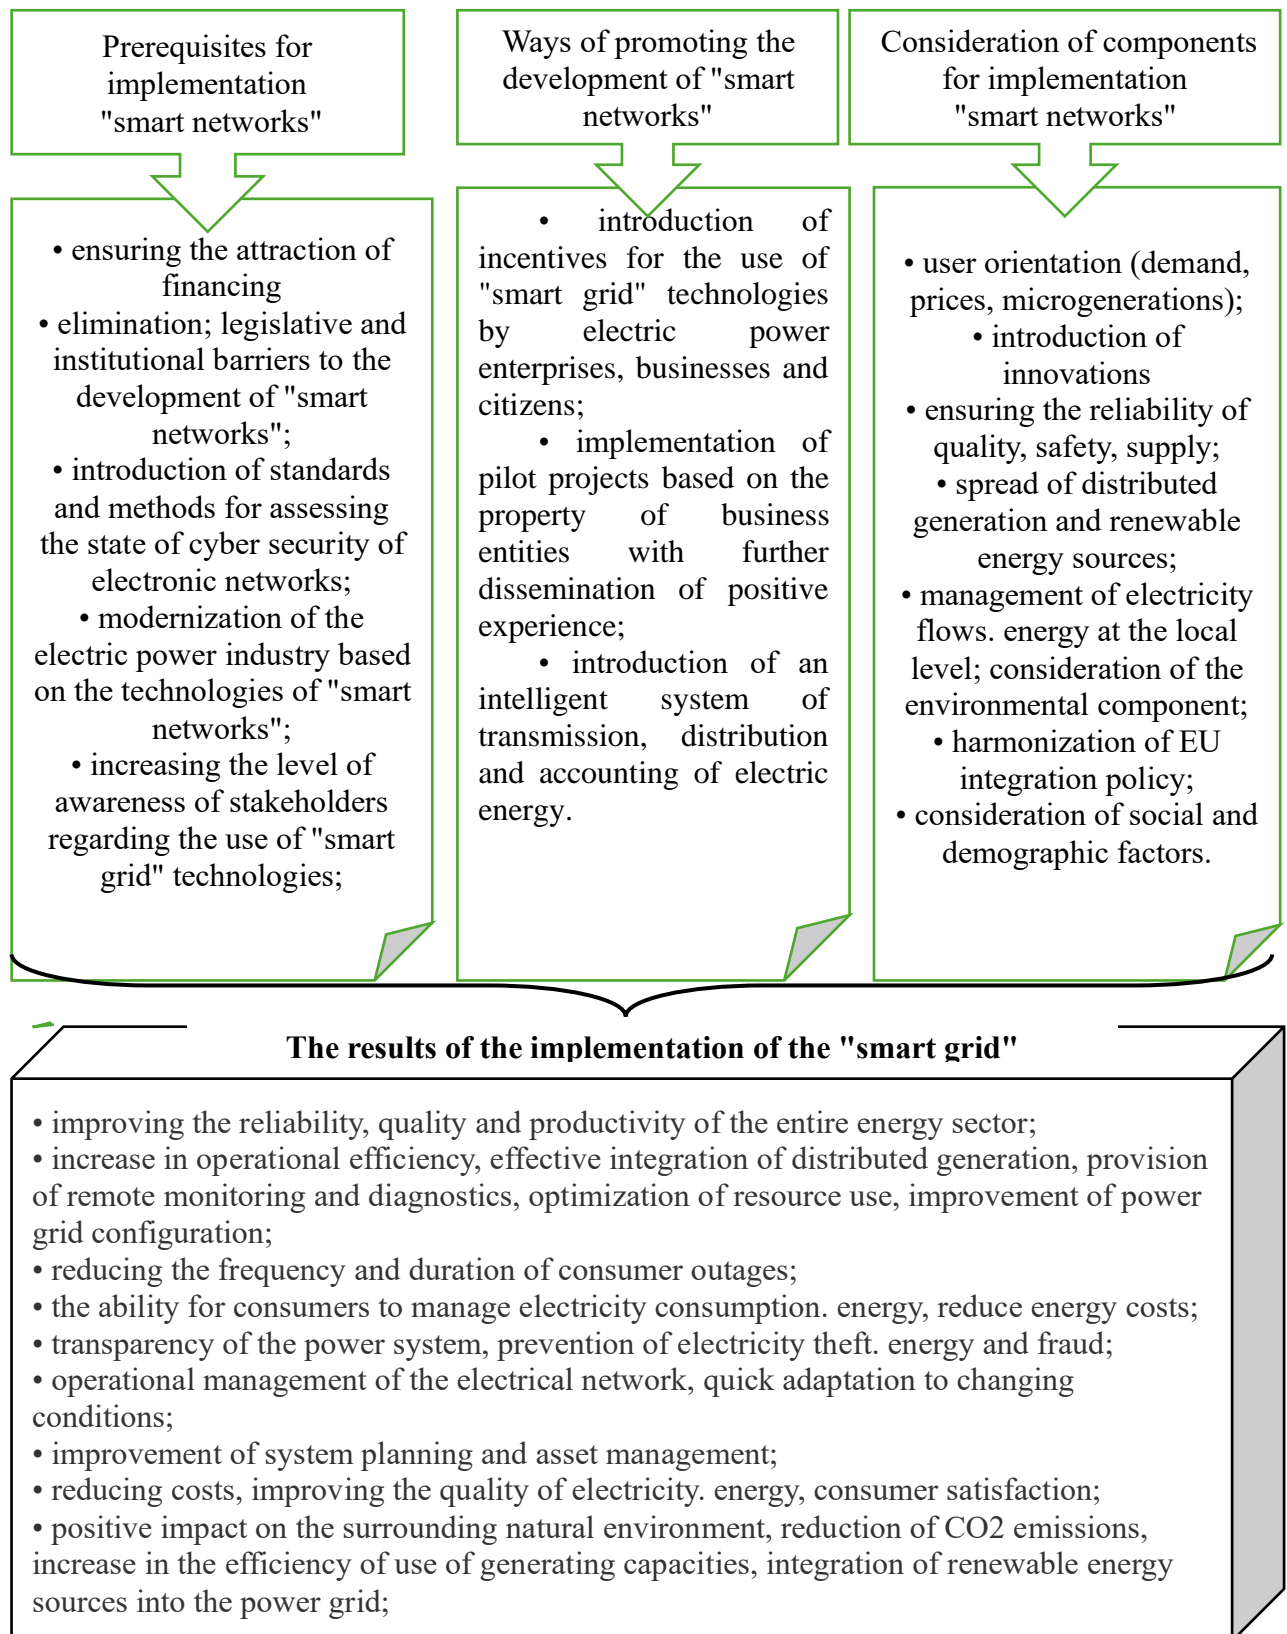 Prerequisites for
implementation
"smart networks"
Ways of promoting the
development of "smart
networks"
Consideration of components
for implementation
"smart networks"
• ensuring the attraction of
financing
• elimination; legislative and
institutional barriers to the
development of "smart
networks";
• introduction of standards
and methods for assessing
the state of cyber security of
electronic networks;
• modernization of the
electric power industry based
on the technologies of "smart
networks";
• increasing the level of
awareness of stakeholders
regarding the use of "smart
grid" technologies;
• introduction of
incentives for the use of
"smart grid" technologies
by electric power
enterprises, businesses and
citizens;
• implementation of
pilot projects based on the
property of business
entities with further
dissemination of positive
experience;
• introduction of an
intelligent system of
transmission, distribution
and accounting of electric
energy.
• user orientation (demand,
prices, microgenerations);
• introduction of
innovations
• ensuring the reliability of
quality, safety, supply;
• spread of distributed
generation and renewable
energy sources;
• management of electricity
flows. energy at the local
level; consideration of the
environmental component;
• harmonization of EU
integration policy;
• consideration of social and
demographic factors.
The results of the implementation of the "smart grid"
• improving the reliability, quality and productivity of the entire energy sector;
• increase in operational efficiency, effective integration of distributed generation, provision
of remote monitoring and diagnostics, optimization of resource use, improvement of power
grid configuration;
• reducing the frequency and duration of consumer outages;
• the ability for consumers to manage electricity consumption. energy, reduce energy costs;
• transparency of the power system, prevention of electricity theft. energy and fraud;
• operational management of the electrical network, quick adaptation to changing
conditions;
• improvement of system planning and asset management;
• reducing costs, improving the quality of electricity. energy, consumer satisfaction;
• positive impact on the surrounding natural environment, reduction of CO2 emissions,
increase in the efficiency of use of generating capacities, integration of renewable energy
sources into the power grid;